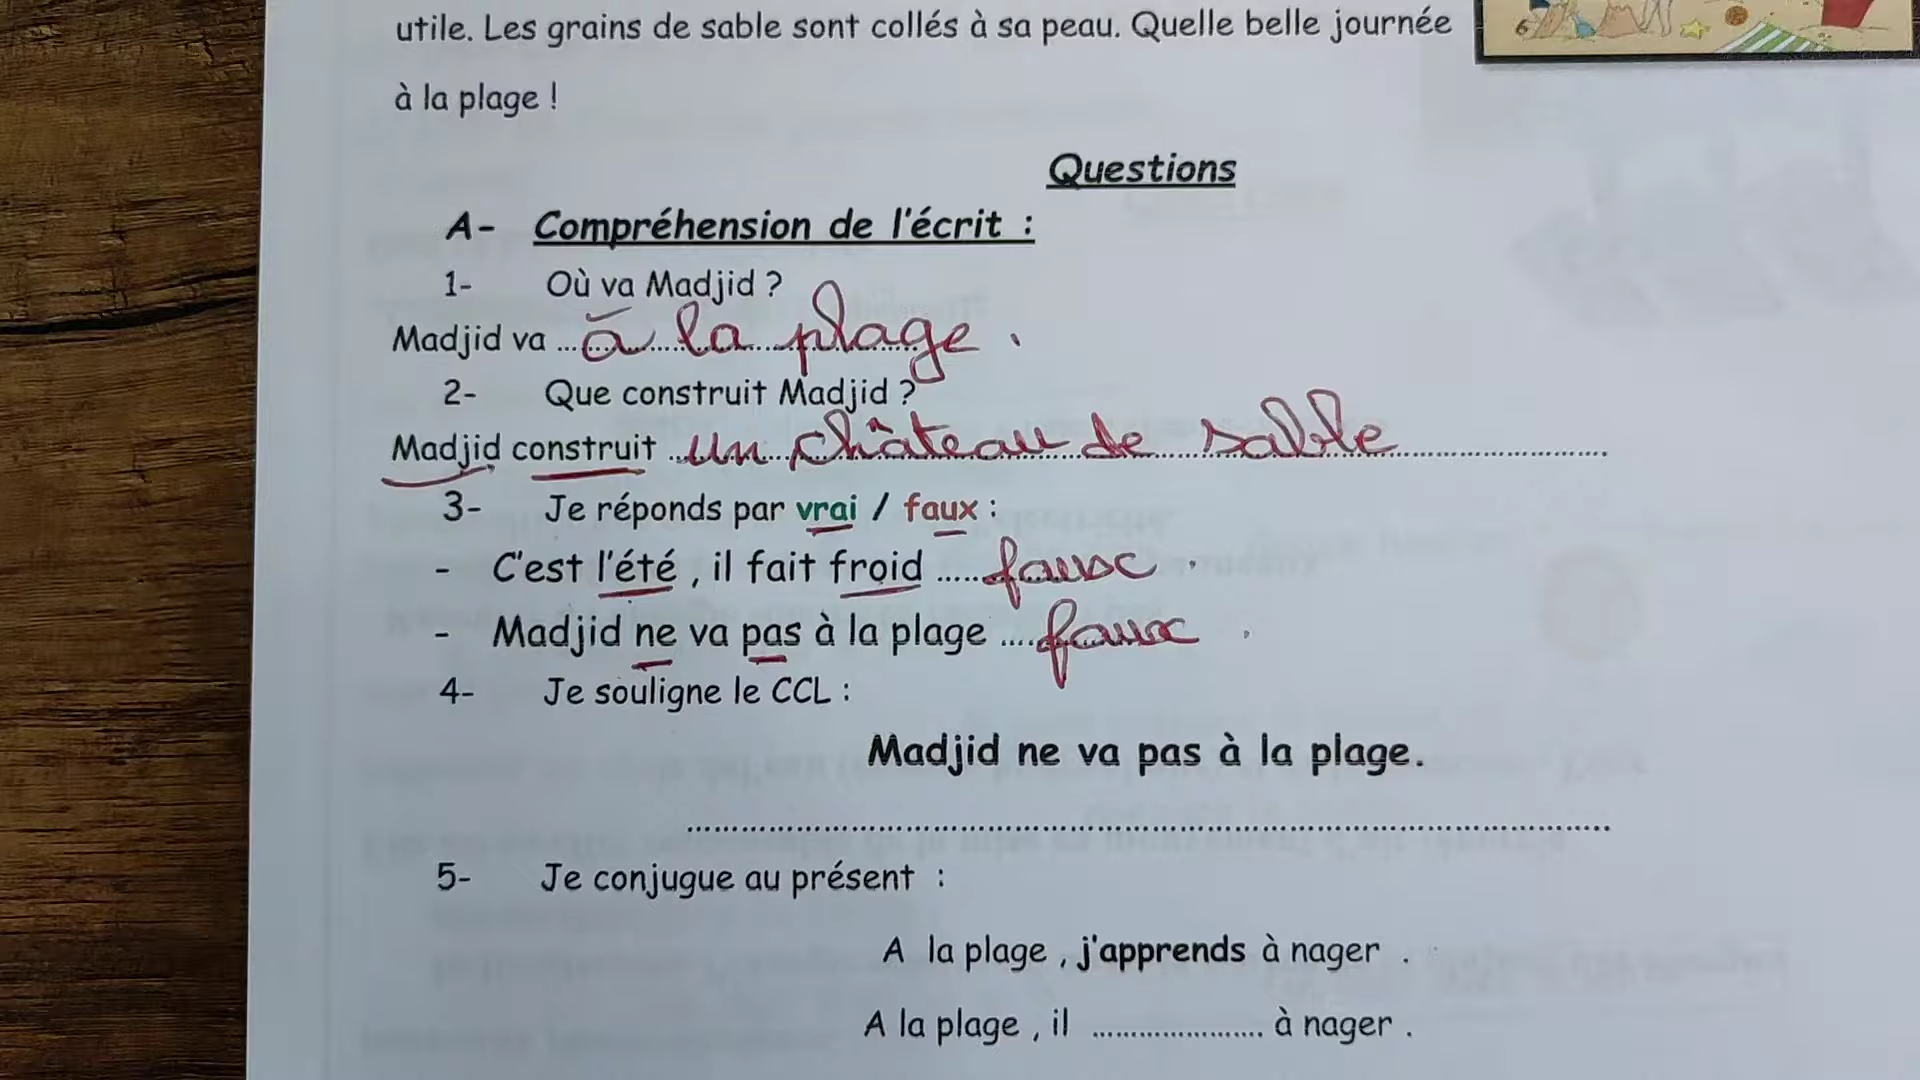 utile. Les grains de sable sont collés à sa peau. Quelle belle journée
à la plage !
6
Questions
A- Compréhension de l'écrit :
1- Où va Madjid ?
Madjid va ... à la plage .
2- Que construit Madjid ?
Madjid construit ... un château de sable ...
3- Je réponds par vrai / faux :
- C'est l'été , il fait froid ..... faux .
- Madjid ne va pas à la plage .... faux .
4- Je souligne le CCL :
Madjid ne va pas à la plage.
................................................................................
5- Je conjugue au présent :
A la plage , j'apprends à nager .
A la plage , il ..................... à nager .